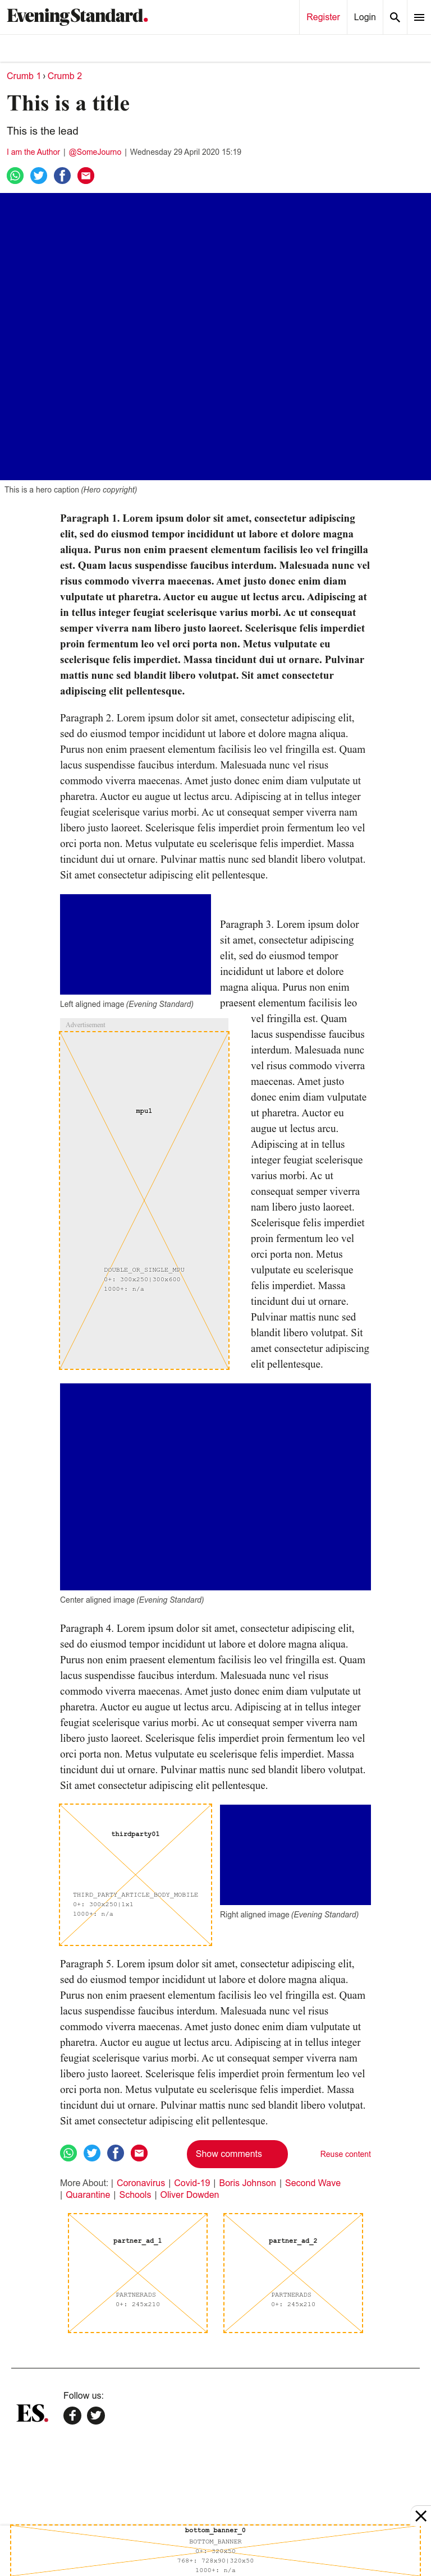 Evening Standard.
Register
Login
Crumb 1 › Crumb 2
This is a title
This is the lead
I am the Author | @SomeJourno | Wednesday 29 April 2020 15:19
This is a hero caption (Hero copyright)
Paragraph 1. Lorem ipsum dolor sit amet, consectetur adipiscing
elit, sed do eiusmod tempor incididunt ut labore et dolore magna
aliqua. Purus non enim praesent elementum facilisis leo vel fringilla
est. Quam lacus suspendisse faucibus interdum. Malesuada nunc vel
risus commodo viverra maecenas. Amet justo donec enim diam
vulputate ut pharetra. Auctor eu augue ut lectus arcu. Adipiscing at
in tellus integer feugiat scelerisque varius morbi. Ac ut consequat
semper viverra nam libero justo laoreet. Scelerisque felis imperdiet
proin fermentum leo vel orci porta non. Metus vulputate eu
scelerisque felis imperdiet. Massa tincidunt dui ut ornare. Pulvinar
mattis nunc sed blandit libero volutpat. Sit amet consectetur
adipiscing elit pellentesque.
Paragraph 2. Lorem ipsum dolor sit amet, consectetur adipiscing elit,
sed do eiusmod tempor incididunt ut labore et dolore magna aliqua.
Purus non enim praesent elementum facilisis leo vel fringilla est. Quam
lacus suspendisse faucibus interdum. Malesuada nunc vel risus
commodo viverra maecenas. Amet justo donec enim diam vulputate ut
pharetra. Auctor eu augue ut lectus arcu. Adipiscing at in tellus integer
feugiat scelerisque varius morbi. Ac ut consequat semper viverra nam
libero justo laoreet. Scelerisque felis imperdiet proin fermentum leo vel
orci porta non. Metus vulputate eu scelerisque felis imperdiet. Massa
tincidunt dui ut ornare. Pulvinar mattis nunc sed blandit libero volutpat.
Sit amet consectetur adipiscing elit pellentesque.
Left aligned image (Evening Standard)
Paragraph 3. Lorem ipsum dolor
sit amet, consectetur adipiscing
elit, sed do eiusmod tempor
incididunt ut labore et dolore
magna aliqua. Purus non enim
praesent elementum facilisis leo
vel fringilla est. Quam
lacus suspendisse faucibus
interdum. Malesuada nunc
vel risus commodo viverra
maecenas. Amet justo
donec enim diam vulputate
ut pharetra. Auctor eu
augue ut lectus arcu.
Adipiscing at in tellus
integer feugiat scelerisque
varius morbi. Ac ut
consequat semper viverra
nam libero justo laoreet.
Scelerisque felis imperdiet
proin fermentum leo vel
orci porta non. Metus
vulputate eu scelerisque
felis imperdiet. Massa
tincidunt dui ut ornare.
Pulvinar mattis nunc sed
blandit libero volutpat. Sit
amet consectetur adipiscing
elit pellentesque.
Advertisement
mpu1
DOUBLE_OR_SINGLE_MPU
0+: 300x250|300x600
1000+: n/a
Center aligned image (Evening Standard)
Paragraph 4. Lorem ipsum dolor sit amet, consectetur adipiscing elit,
sed do eiusmod tempor incididunt ut labore et dolore magna aliqua.
Purus non enim praesent elementum facilisis leo vel fringilla est. Quam
lacus suspendisse faucibus interdum. Malesuada nunc vel risus
commodo viverra maecenas. Amet justo donec enim diam vulputate ut
pharetra. Auctor eu augue ut lectus arcu. Adipiscing at in tellus integer
feugiat scelerisque varius morbi. Ac ut consequat semper viverra nam
libero justo laoreet. Scelerisque felis imperdiet proin fermentum leo vel
orci porta non. Metus vulputate eu scelerisque felis imperdiet. Massa
tincidunt dui ut ornare. Pulvinar mattis nunc sed blandit libero volutpat.
Sit amet consectetur adipiscing elit pellentesque.
thirdparty01
THIRD_PARTY_ARTICLE_BODY_MOBILE
0+: 300x250|1x1
1000+: n/a
Right aligned image (Evening Standard)
Paragraph 5. Lorem ipsum dolor sit amet, consectetur adipiscing elit,
sed do eiusmod tempor incididunt ut labore et dolore magna aliqua.
Purus non enim praesent elementum facilisis leo vel fringilla est. Quam
lacus suspendisse faucibus interdum. Malesuada nunc vel risus
commodo viverra maecenas. Amet justo donec enim diam vulputate ut
pharetra. Auctor eu augue ut lectus arcu. Adipiscing at in tellus integer
feugiat scelerisque varius morbi. Ac ut consequat semper viverra nam
libero justo laoreet. Scelerisque felis imperdiet proin fermentum leo vel
orci porta non. Metus vulputate eu scelerisque felis imperdiet. Massa
tincidunt dui ut ornare. Pulvinar mattis nunc sed blandit libero volutpat.
Sit amet consectetur adipiscing elit pellentesque.
Show comments
Reuse content
More About: | Coronavirus | Covid-19 | Boris Johnson | Second Wave
| Quarantine | Schools | Oliver Dowden
partner_ad_1
PARTNERADS
0+: 245x210
partner_ad_2
PARTNERADS
0+: 245x210
ES.
Follow us:
bottom_banner_0
BOTTOM_BANNER
0+: 320x50
768+: 728x90|320x50
1000+: n/a